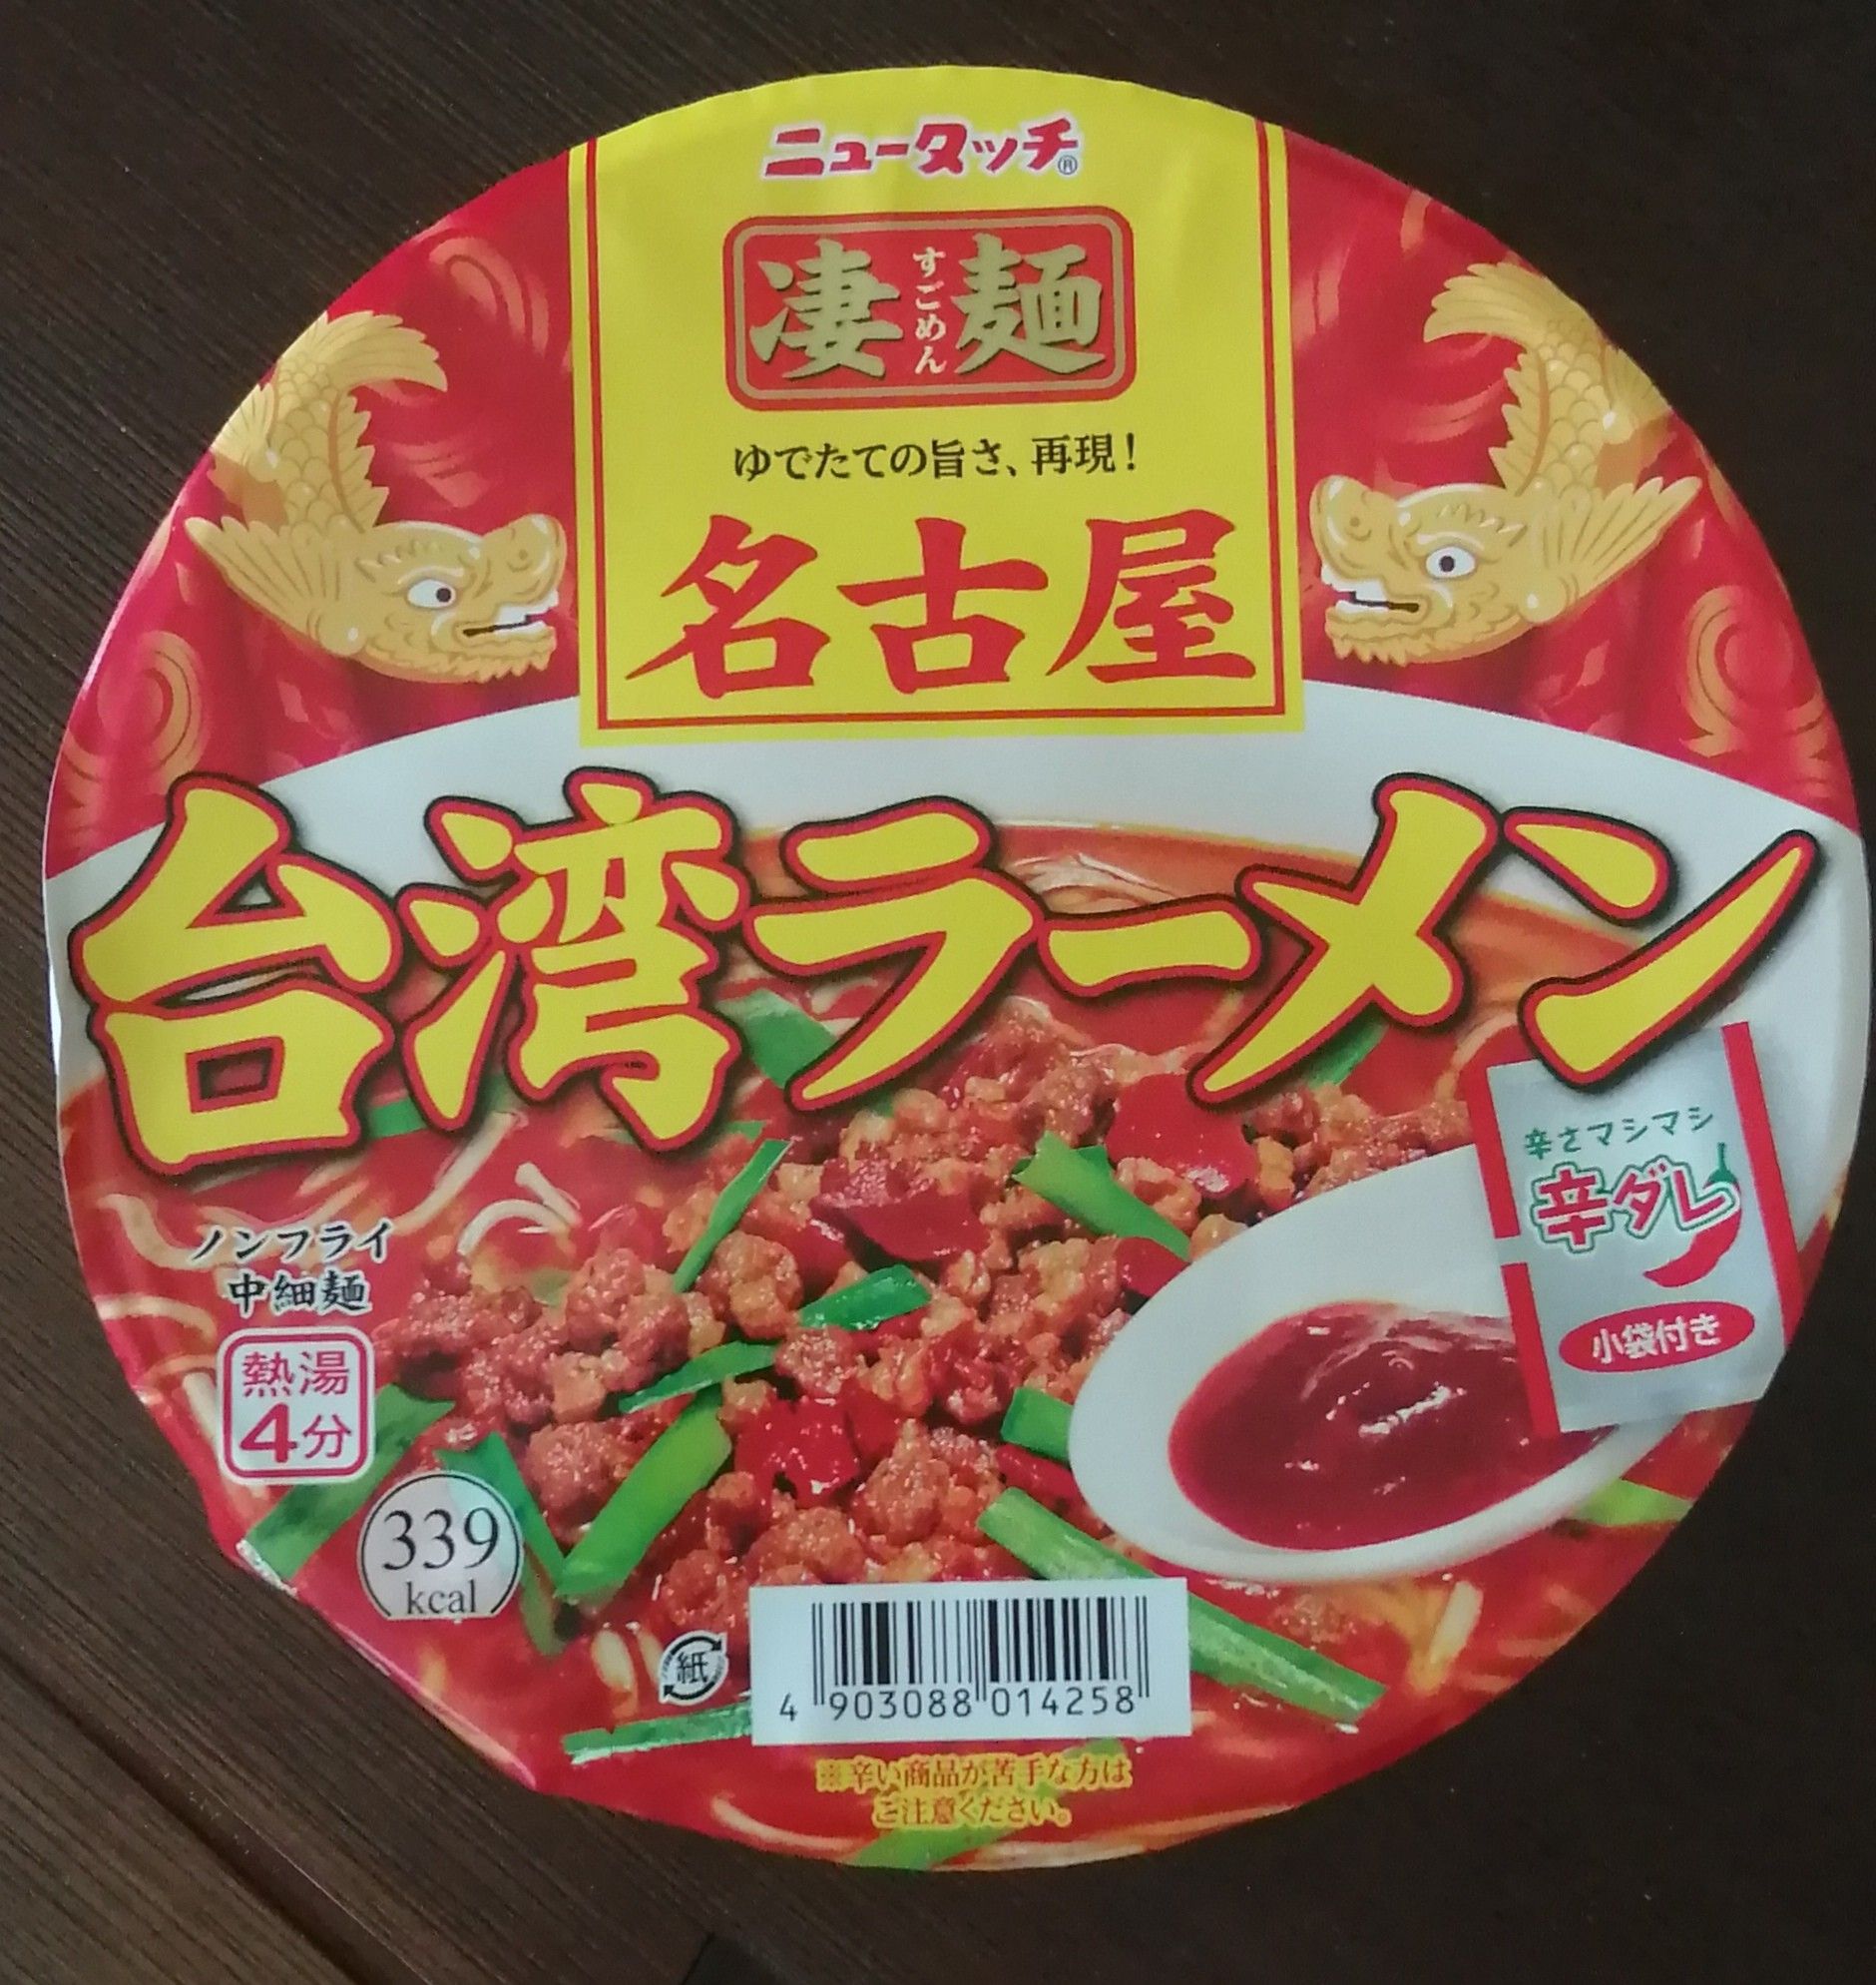 ニュータッチ®
凄麺
すごめん
ゆでたての旨さ、再現!
名古屋
台湾ラーメン
辛さマシマシ
辛ダレ
小袋付き
ノンフライ
中細麺
熱湯
4分
339
kcal
紙
4 903088 014258
※辛い商品が苦手な方は
ご注意ください。